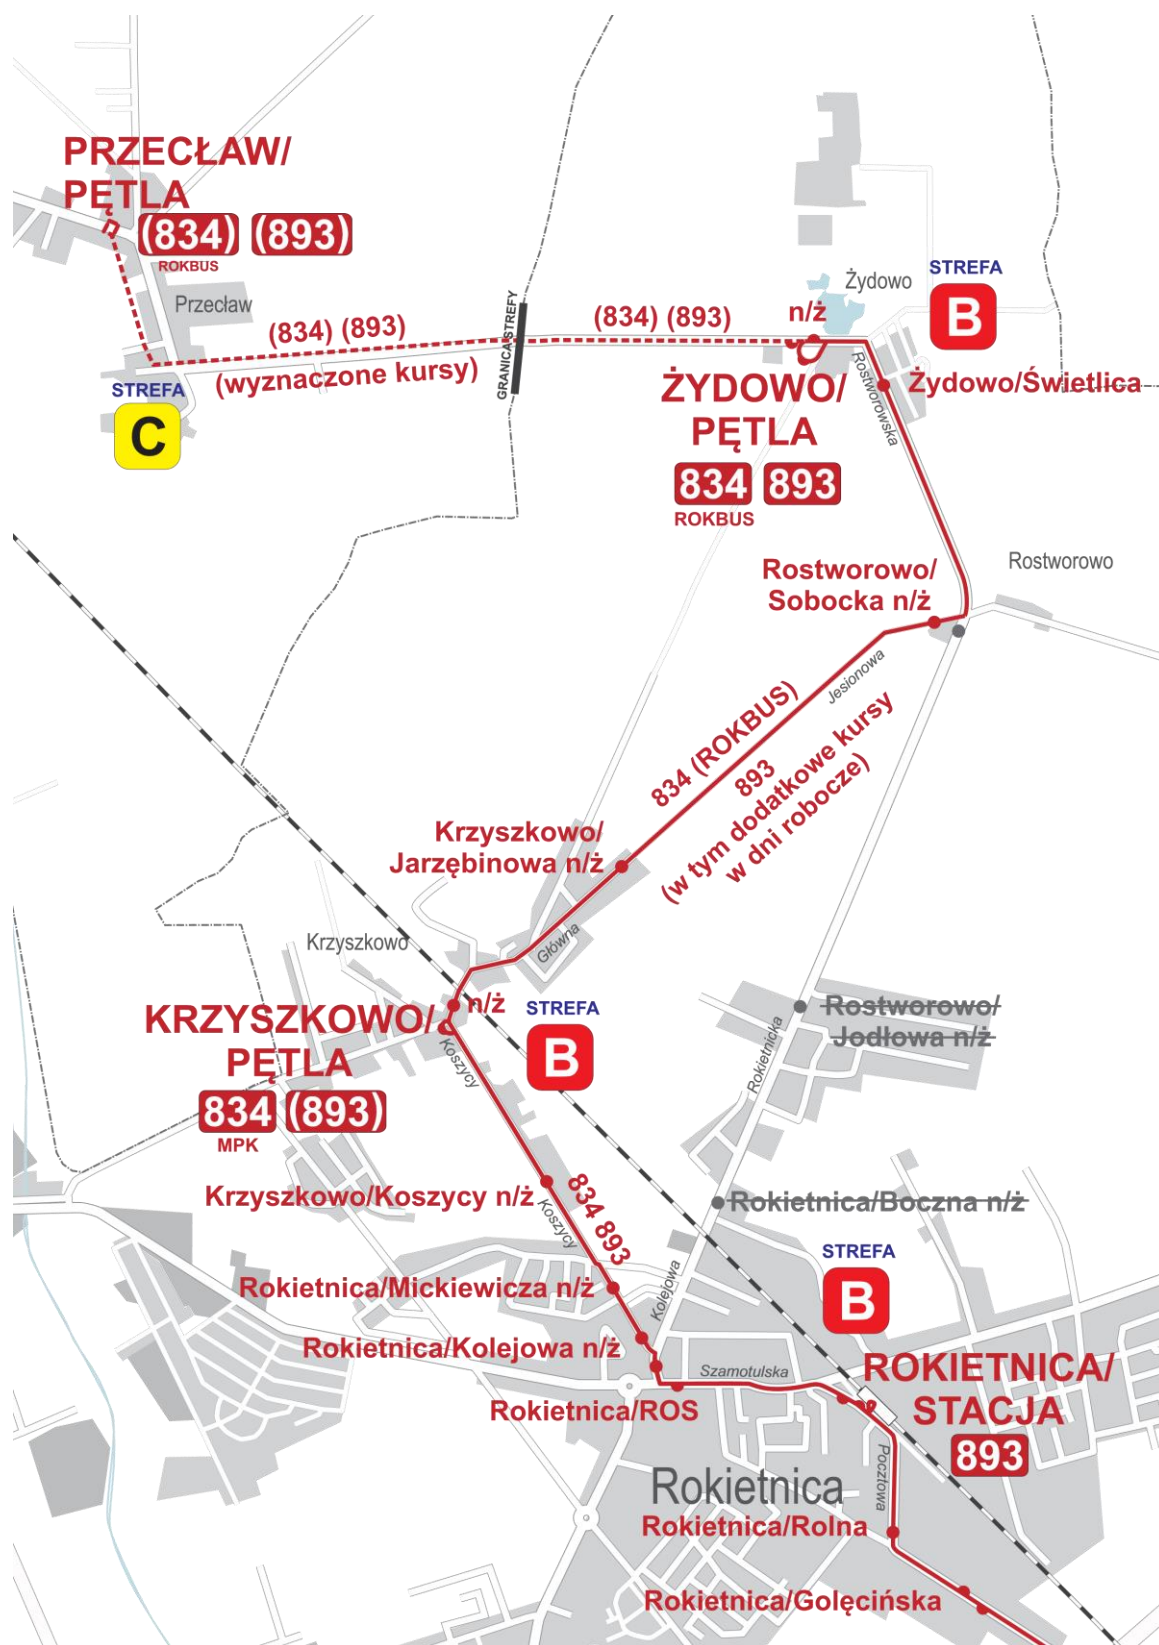 PRZECŁAW/
PĘTLA
(834) (893)
ROKBUS
Przecław
(834) (893)
(wyznaczone kursy)
STREFA
C
GRANICA STREFY
(834) (893)
n/ż
Żydowo
STREFA
B
Żydowo/Świetlica
Rostworowska
ŻYDOWO/
PĘTLA
834 893
ROKBUS
Rostworowo/
Sobocka n/ż
Rostworowo
Jesionowa
834 (ROKBUS)
893
(w tym dodatkowe kursy
w dni robocze)
Krzyszkowo/
Jarzębinowa n/ż
Główna
Krzyszkowo
n/ż
KRZYSZKOWO/
PĘTLA
834 (893)
MPK
STREFA
B
Koszycy
Rostworowo/
Jodłowa n/ż
Rokietnicka
Krzyszkowo/Koszycy n/ż
Koszycy
834 893
Rokietnica/Boczna n/ż
Rokietnica/Mickiewicza n/ż
Kolejowa
STREFA
B
Rokietnica/Kolejowa n/ż
Szamotulska
ROKIETNICA/
STACJA
893
Rokietnica/ROS
Pocztowa
Rokietnica
Rokietnica/Rolna
Rokietnica/Golęcińska